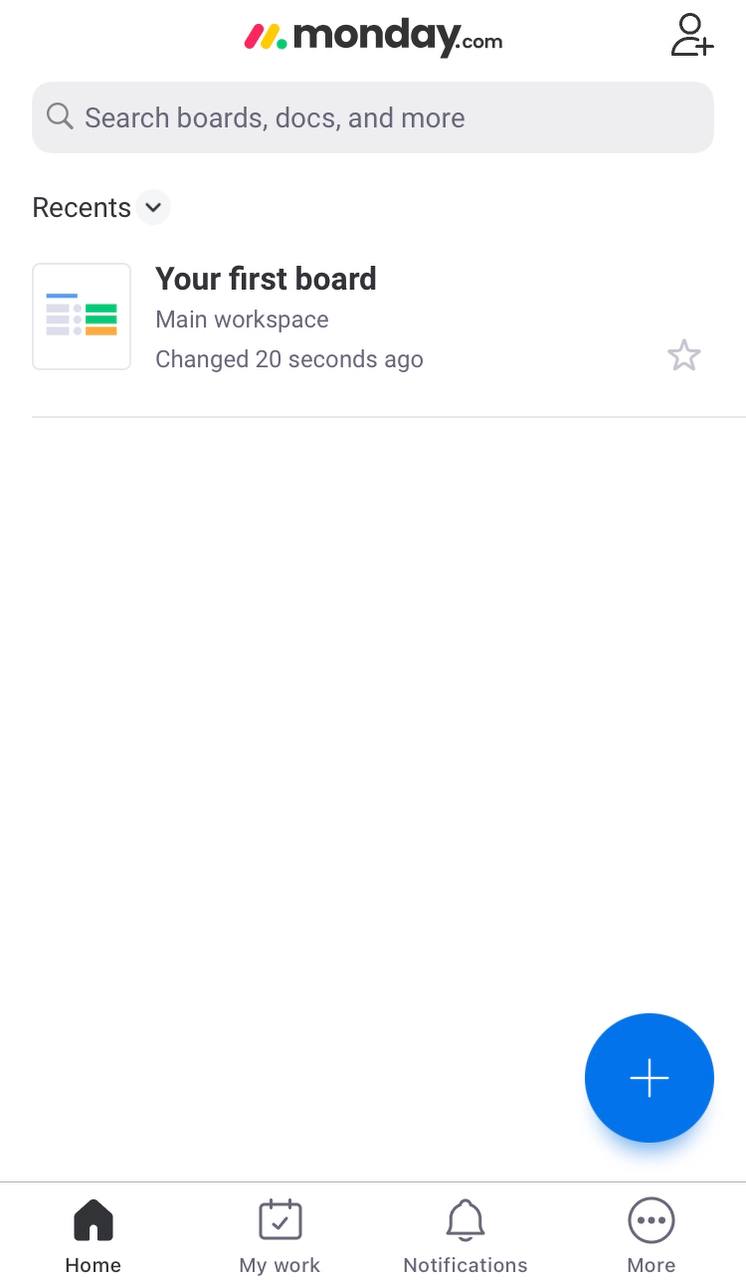 monday.com
Search boards, docs, and more
Recents
Your first board
Main workspace
Changed 20 seconds ago
Home
My work
Notifications
More